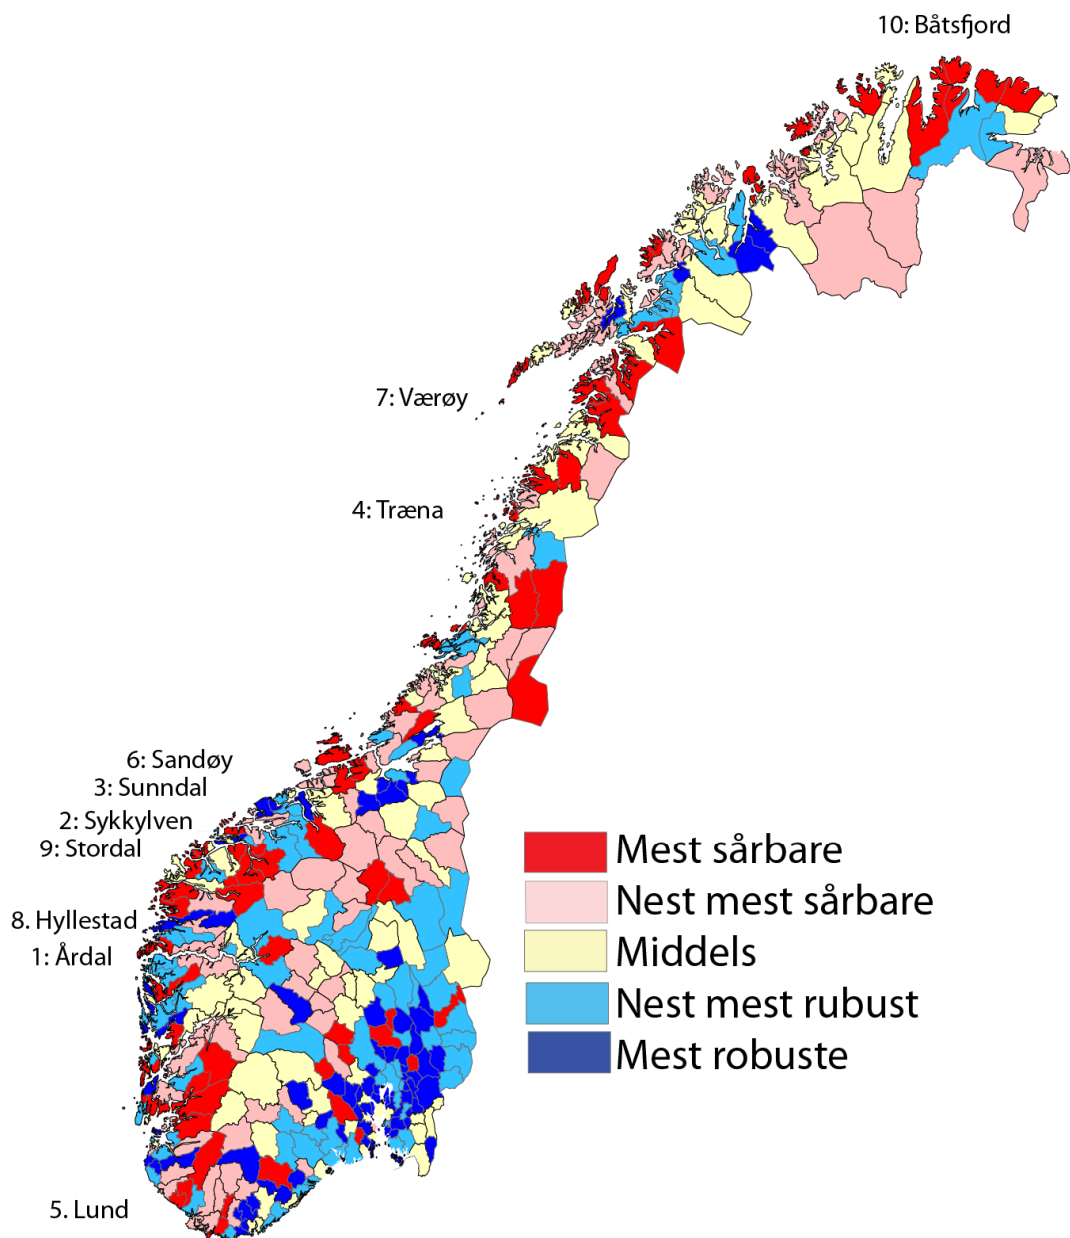 10: Båtsfjord
7: Værøy
4: Træna
6: Sandøy
3: Sunndal
2: Sykkylven
9: Stordal
8. Hyllestad
1: Årdal
5. Lund
Mest sårbare
Nest mest sårbare
Middels
Nest mest rubust
Mest robuste